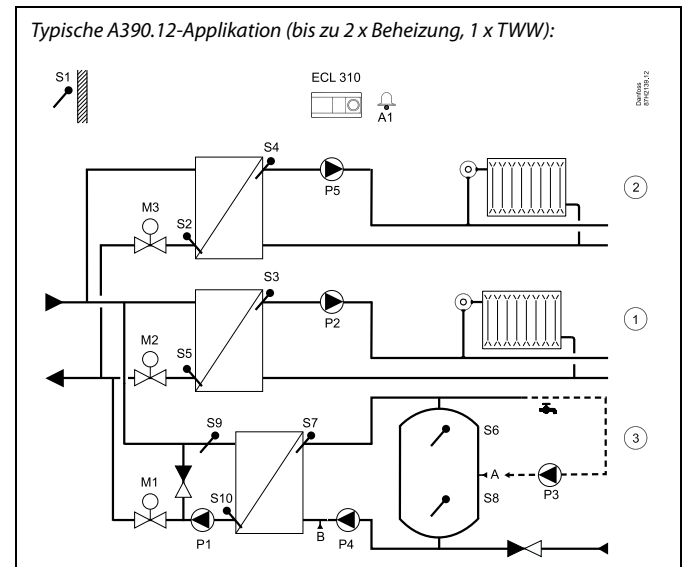 Typische A390.12-Applikation (bis zu 2 x Beheizung, 1 x TWW):
S1
ECL 310
A1
Danfoss
87H2139.12
S4
P5
2
M3
S2
S3
P2
1
M2
S5
S9
S7
S6
3
A
P3
S8
M1
S10
P1
B
P4